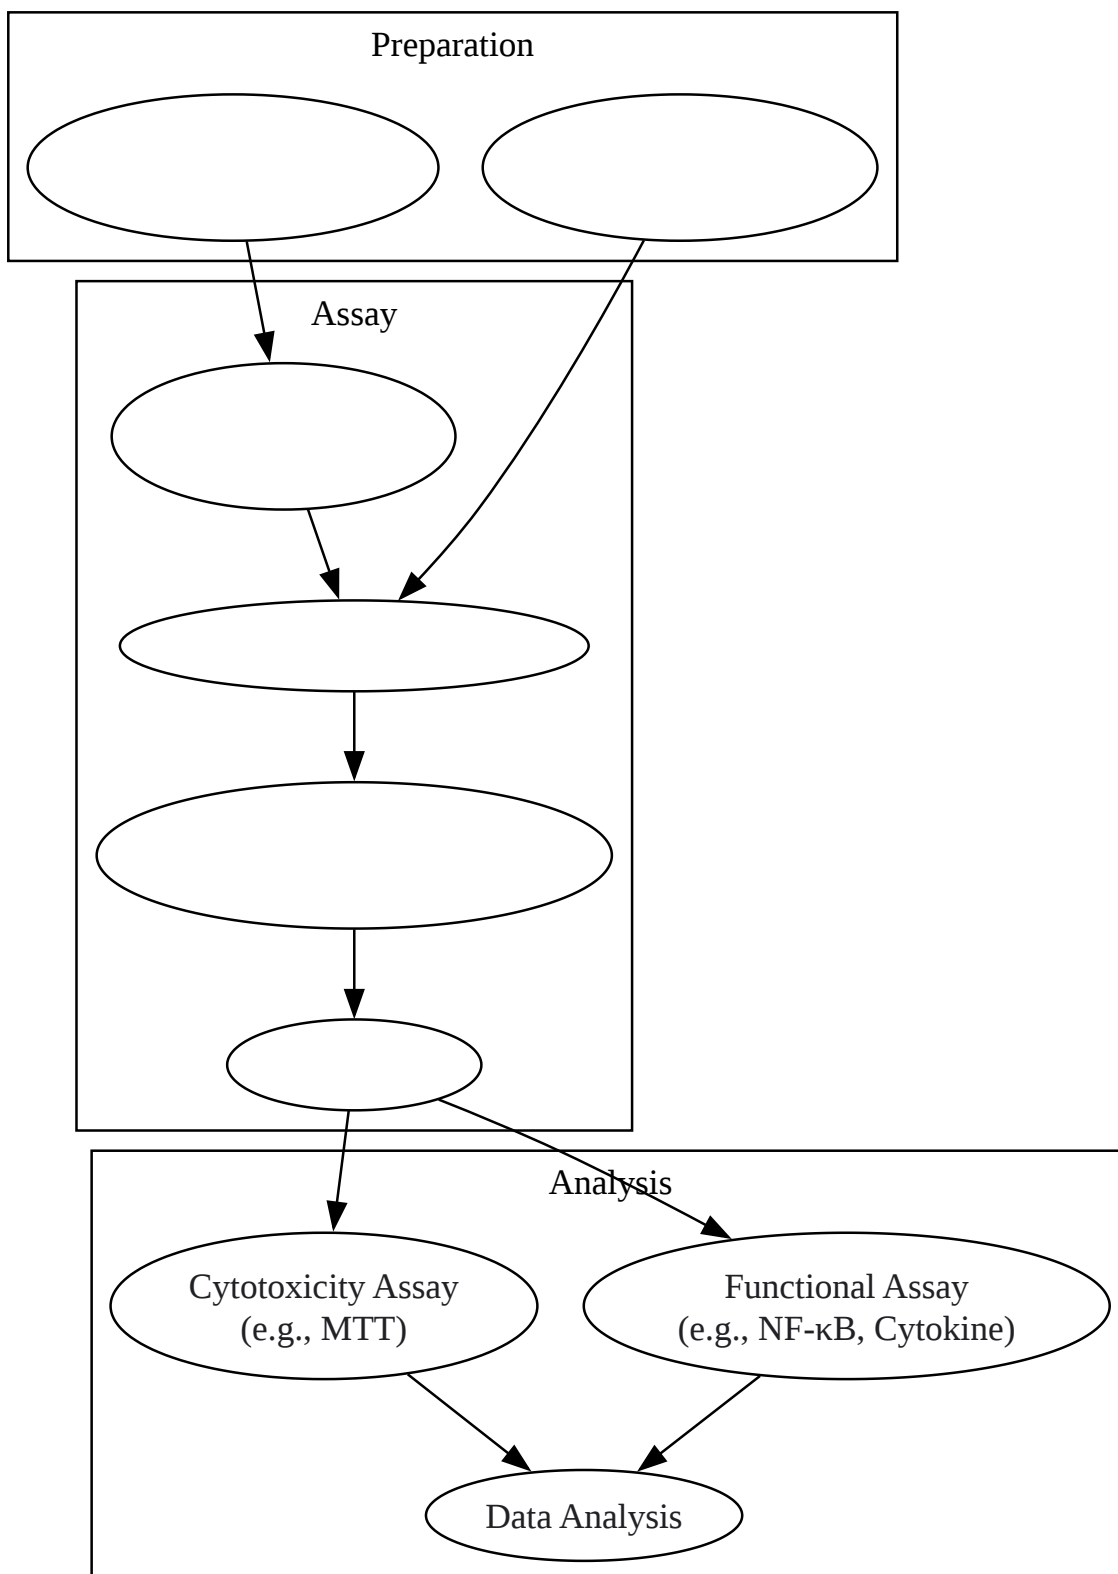 Preparation
Assay
Analysis
Cytotoxicity Assay
(e.g., MTT)
Functional Assay
(e.g., NF-κB, Cytokine)
Data Analysis